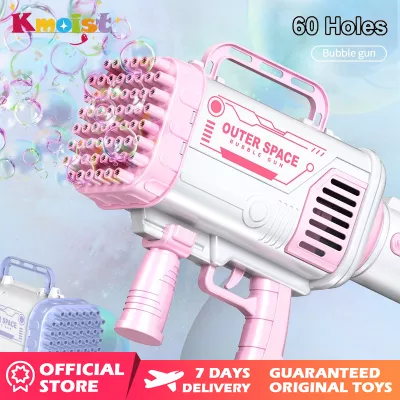 Kmoist
60 Holes
Bubble gun
OUTER SPACE
BUBBLE GUN
OFFICIAL
STORE
7 DAYS
DELIVERY
GUARANTEED
ORIGINAL TOYS